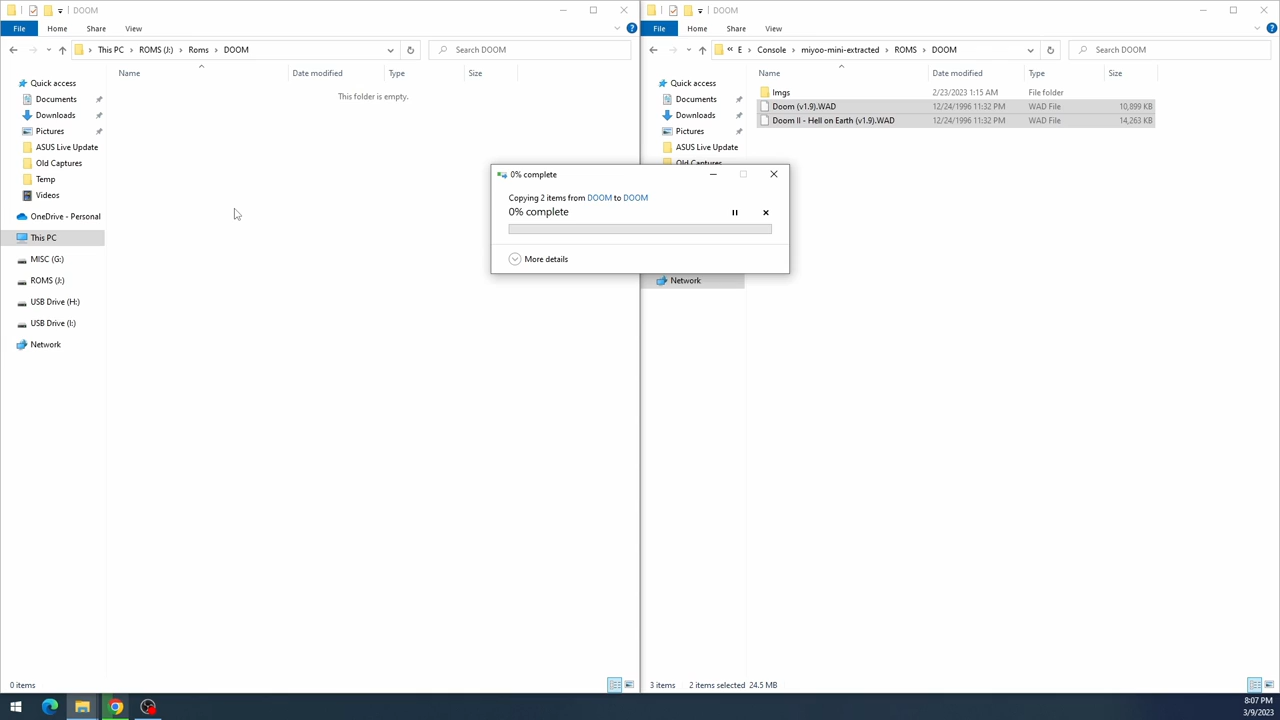 DOOM
File
Home
Share
View
This PC > ROMS (J:) > Roms > DOOM
Search DOOM
Quick access
Documents
Downloads
Pictures
ASUS Live Update
Old Captures
Temp
Videos
OneDrive - Personal
This PC
MISC (G:)
ROMS (J:)
USB Drive (H:)
USB Drive (I:)
Network
Name
Date modified
Type
Size
This folder is empty.
0 items
0% complete
Copying 2 items from DOOM to DOOM
0% complete
More details
DOOM
File
Home
Share
View
« E > Console > miyoo-mini-extracted > ROMS > DOOM
Search DOOM
Quick access
Documents
Downloads
Pictures
ASUS Live Update
Old Captures
Network
Name
Date modified
Type
Size
Imgs 2/23/2023 1:15 AM File folder
Doom (v1.9).WAD 12/24/1996 11:32 PM WAD File 10,899 KB
Doom II - Hell on Earth (v1.9).WAD 12/24/1996 11:32 PM WAD File 14,263 KB
3 items 2 items selected 24.5 MB
8:07 PM
3/9/2023